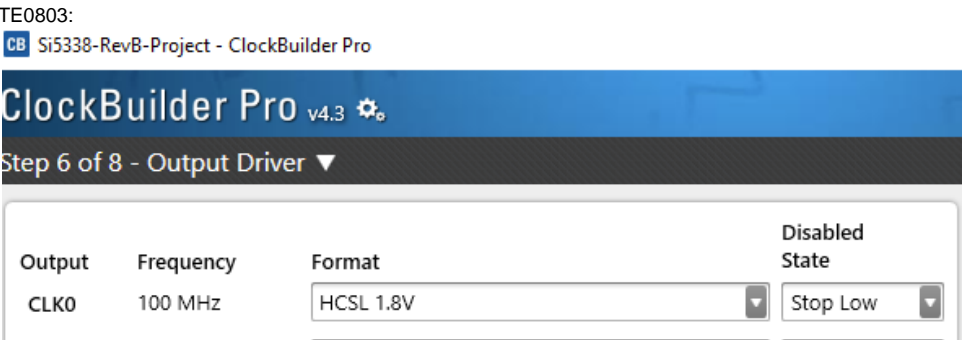 TE0803:
CB Si5338-RevB-Project - ClockBuilder Pro
ClockBuilder Pro v4.3
Step 6 of 8 - Output Driver ▼
Output Frequency Format Disabled State
CLK0 100 MHz HCSL 1.8V Stop Low